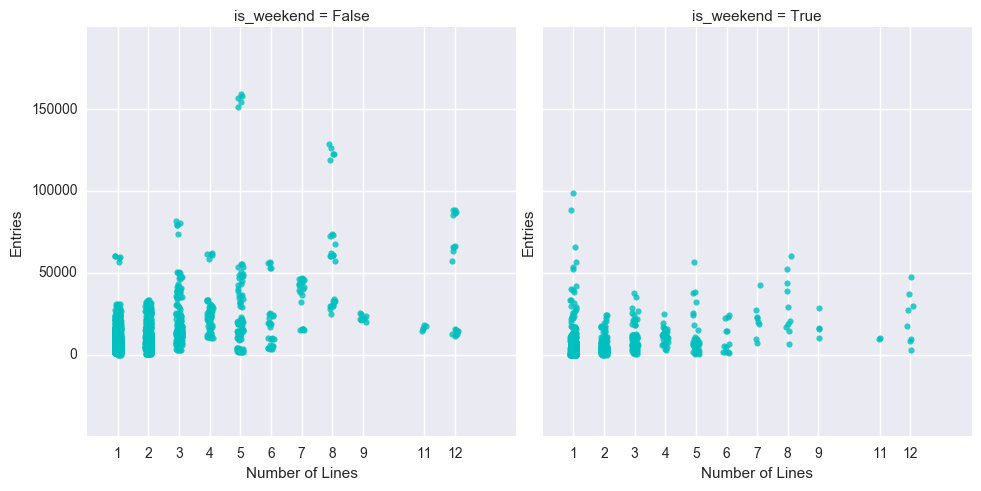 is_weekend = False
is_weekend = True
Entries
150000
100000
50000
0
1 2 3 4 5 6 7 8 9 11 12
Number of Lines
Entries
1 2 3 4 5 6 7 8 9 11 12
Number of Lines